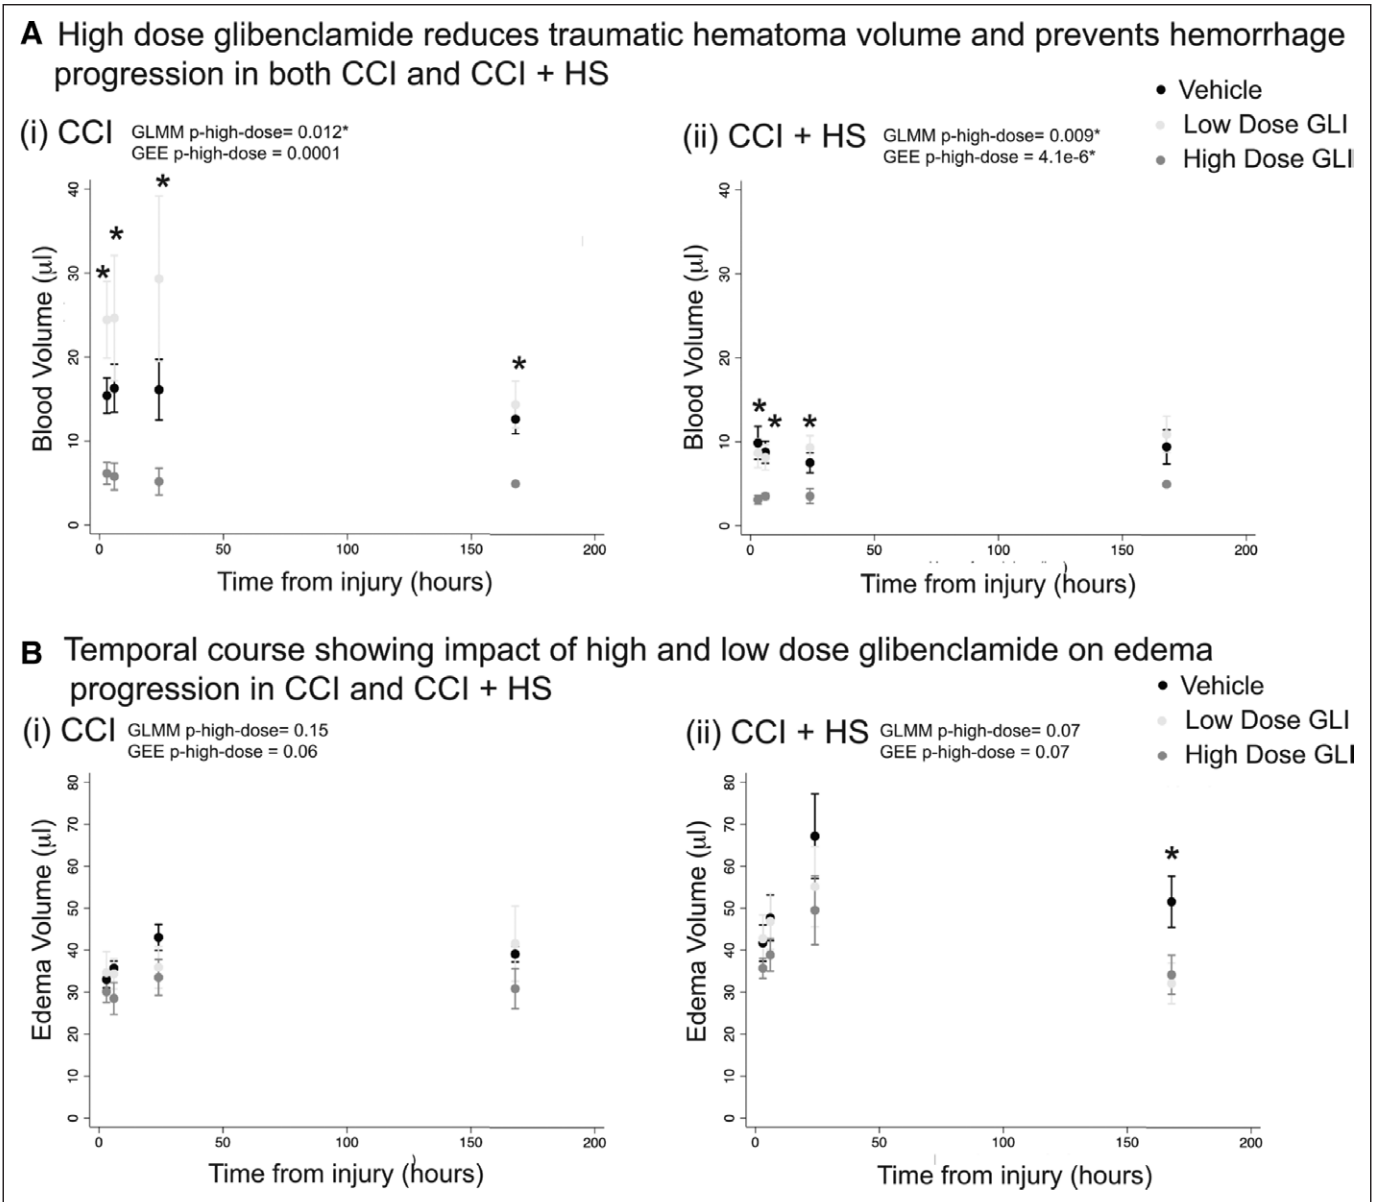 A High dose glibenclamide reduces traumatic hematoma volume and prevents hemorrhage
progression in both CCI and CCI + HS
Vehicle
Low Dose GLI
High Dose GLI
(i) CCI
GLMM p-high-dose= 0.012*
GEE p-high-dose = 0.0001
(ii) CCI + HS
GLMM p-high-dose= 0.009*
GEE p-high-dose = 4.1e-6*
Blood Volume (µl)
40
30
20
10
0
* * * *
0 50 100 150 200
Time from injury (hours)
Blood Volume (µl)
40
30
20
10
0
* * *
0 50 100 150 200
Time from injury (hours)
B Temporal course showing impact of high and low dose glibenclamide on edema
progression in CCI and CCI + HS
Vehicle
Low Dose GLI
High Dose GLI
(i) CCI
GLMM p-high-dose= 0.15
GEE p-high-dose = 0.06
(ii) CCI + HS
GLMM p-high-dose= 0.07
GEE p-high-dose = 0.07
Edema Volume (µl)
80
70
60
50
40
30
20
10
0
0 50 100 150 200
Time from injury (hours)
Edema Volume (µl)
80
70
60
50
40
30
20
10
0
*
0 50 100 150 200
Time from injury (hours)